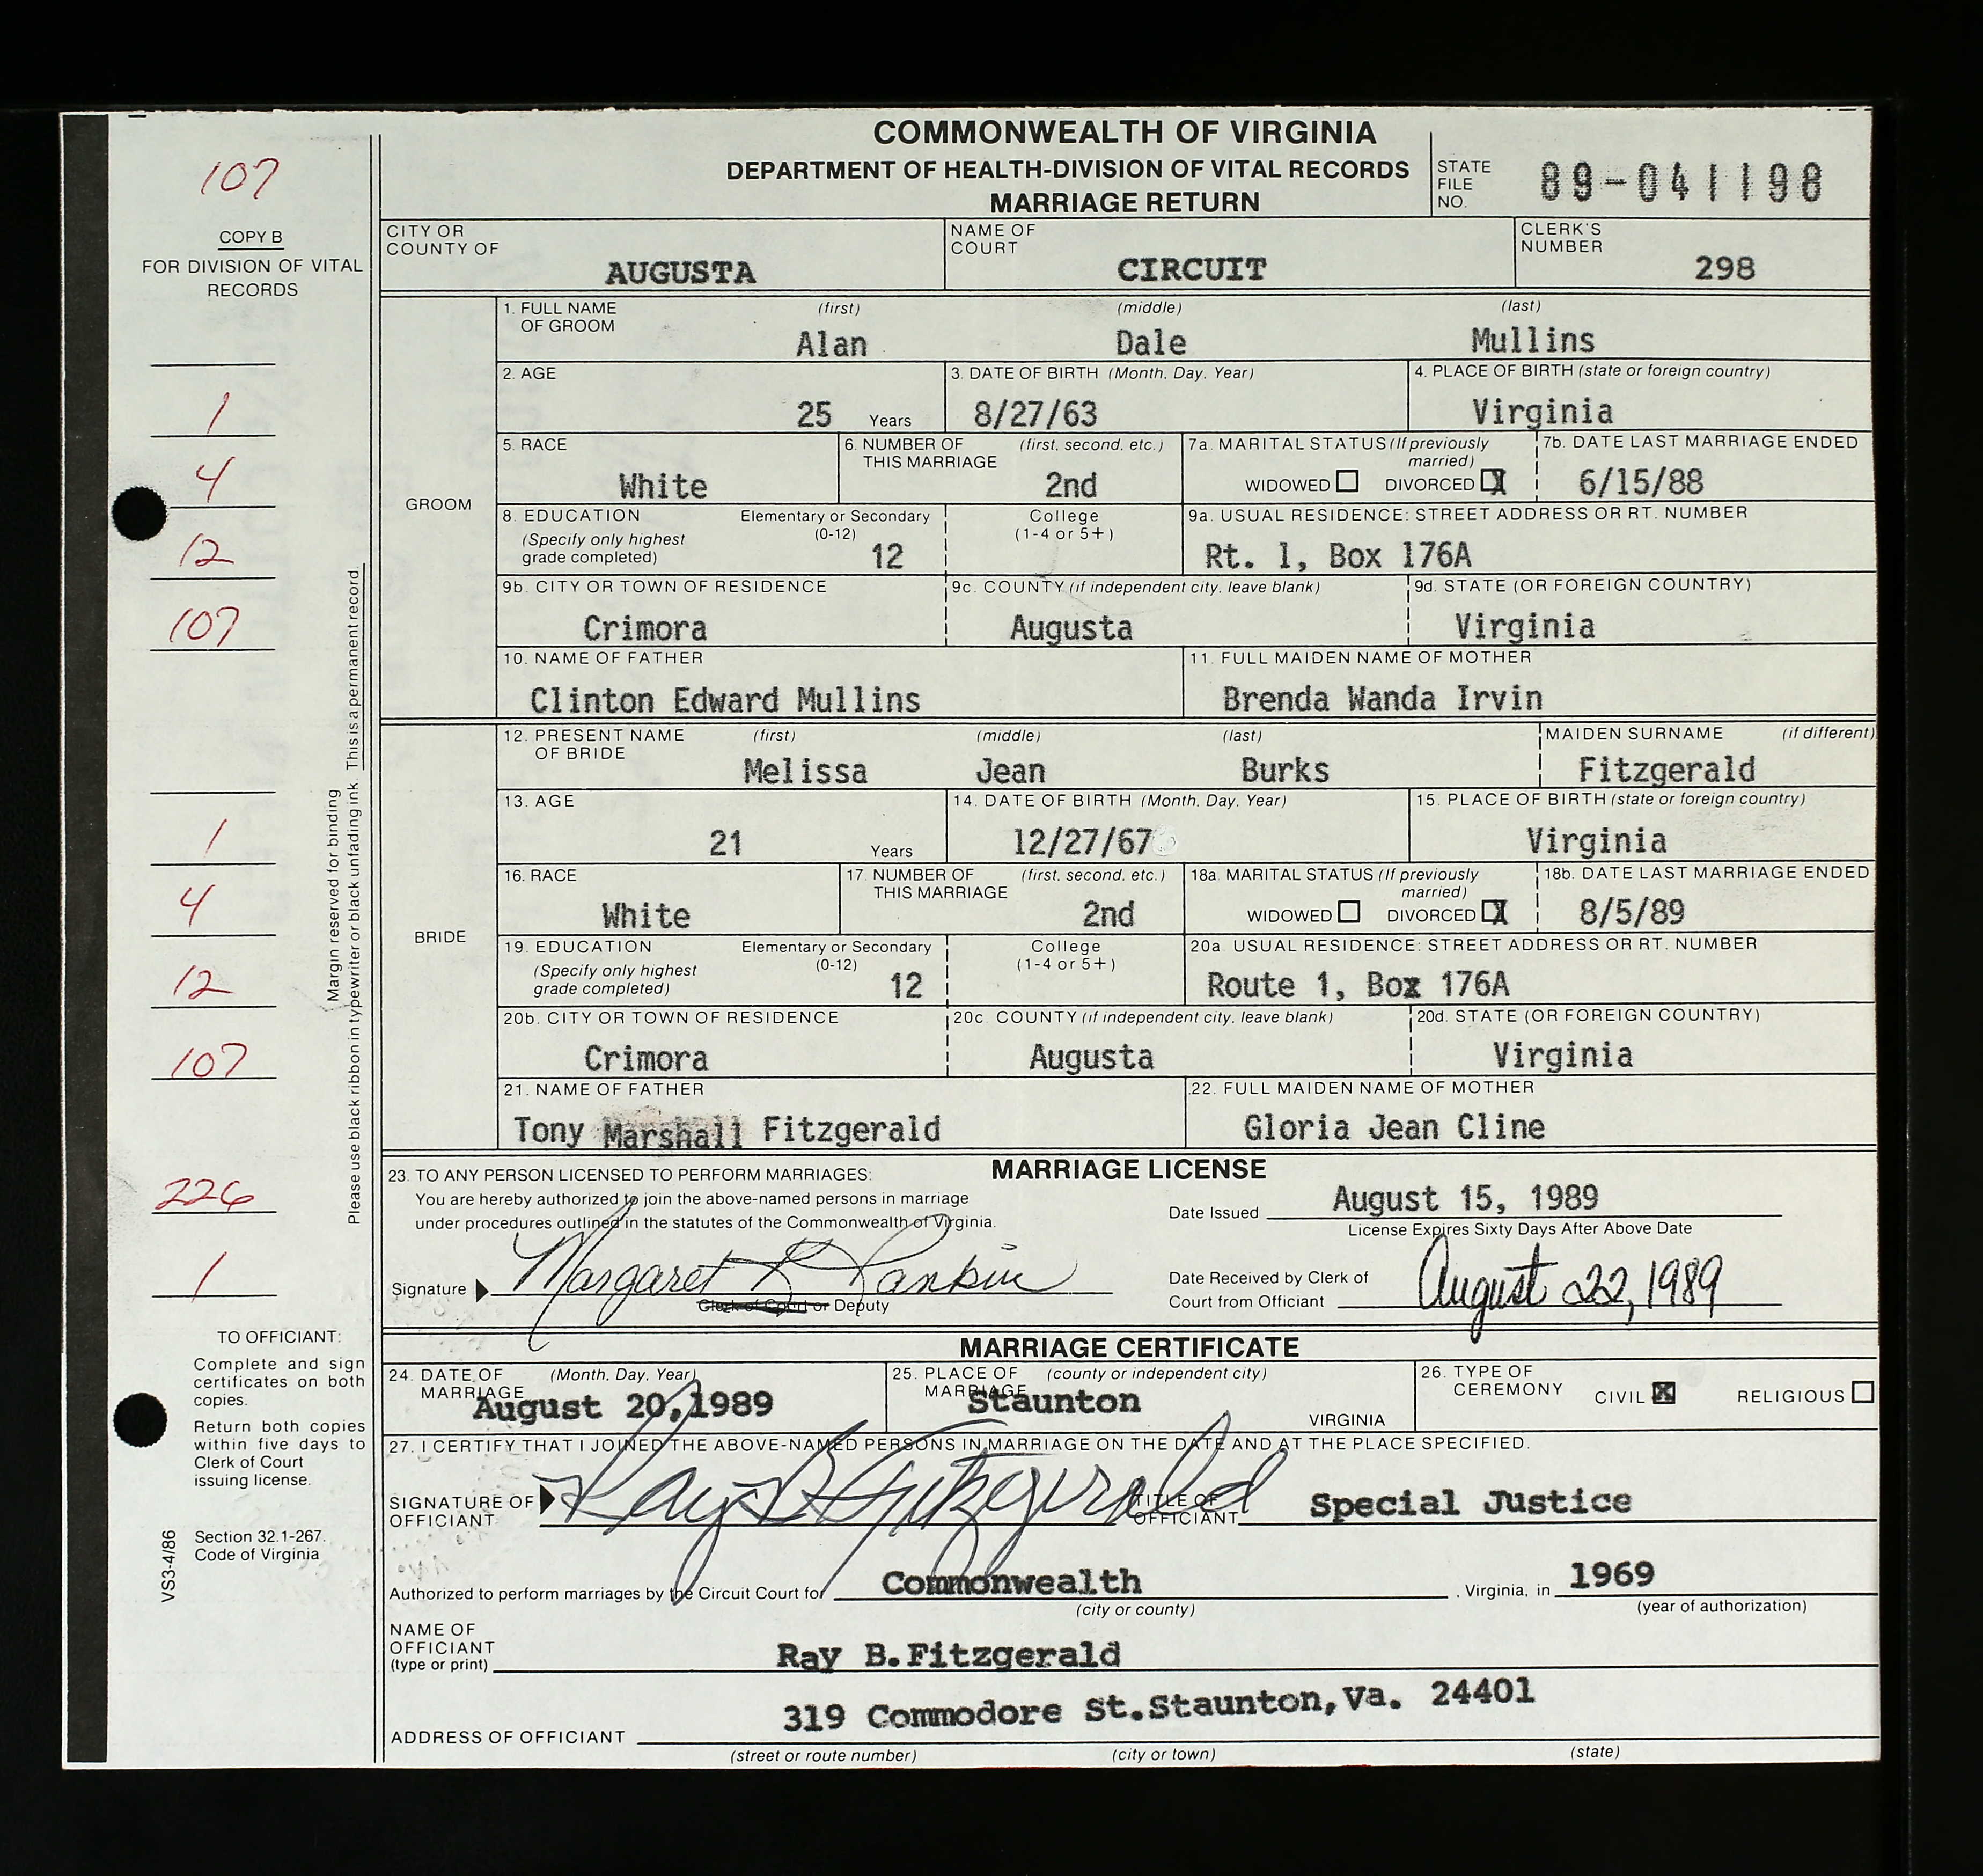 COMMONWEALTH OF VIRGINIA
DEPARTMENT OF HEALTH-DIVISION OF VITAL RECORDS
MARRIAGE RETURN
STATE FILE NO. 89-041198
107
COPY B
FOR DIVISION OF VITAL
RECORDS
CITY OR COUNTY OF AUGUSTA
NAME OF COURT CIRCUIT
CLERK'S NUMBER 298
GROOM
1. FULL NAME OF GROOM (first) Alan (middle) Dale (last) Mullins
2. AGE 25 Years
3. DATE OF BIRTH (Month, Day, Year) 8/27/63
4. PLACE OF BIRTH (state or foreign country) Virginia
5. RACE White
6. NUMBER OF THIS MARRIAGE (first, second, etc.) 2nd
7a. MARITAL STATUS (If previously married) WIDOWED DIVORCED X
7b. DATE LAST MARRIAGE ENDED 6/15/88
8. EDUCATION (Specify only highest grade completed) Elementary or Secondary (0-12) 12 College (1-4 or 5+)
9a. USUAL RESIDENCE: STREET ADDRESS OR RT. NUMBER Rt. 1, Box 176A
9b. CITY OR TOWN OF RESIDENCE Crimora
9c. COUNTY (if independent city, leave blank) Augusta
9d. STATE (OR FOREIGN COUNTRY) Virginia
10. NAME OF FATHER Clinton Edward Mullins
11. FULL MAIDEN NAME OF MOTHER Brenda Wanda Irvin
BRIDE
12. PRESENT NAME OF BRIDE (first) Melissa (middle) Jean (last) Burks
MAIDEN SURNAME (if different) Fitzgerald
13. AGE 21 Years
14. DATE OF BIRTH (Month, Day, Year) 12/27/67
15. PLACE OF BIRTH (state or foreign country) Virginia
16. RACE White
17. NUMBER OF THIS MARRIAGE (first, second, etc.) 2nd
18a. MARITAL STATUS (If previously married) WIDOWED DIVORCED X
18b. DATE LAST MARRIAGE ENDED 8/5/89
19. EDUCATION (Specify only highest grade completed) Elementary or Secondary (0-12) 12 College (1-4 or 5+)
20a. USUAL RESIDENCE: STREET ADDRESS OR RT. NUMBER Route 1, Box 176A
20b. CITY OR TOWN OF RESIDENCE Crimora
20c. COUNTY (if independent city, leave blank) Augusta
20d. STATE (OR FOREIGN COUNTRY) Virginia
21. NAME OF FATHER Tony Marshall Fitzgerald
22. FULL MAIDEN NAME OF MOTHER Gloria Jean Cline
MARRIAGE LICENSE
23. TO ANY PERSON LICENSED TO PERFORM MARRIAGES:
You are hereby authorized to join the above-named persons in marriage
under procedures outlined in the statutes of the Commonwealth of Virginia.
Date Issued August 15, 1989
License Expires Sixty Days After Above Date
Signature Margaret K Rankin
Clerk of Court or Deputy
Date Received by Clerk of
Court from Officiant August 22, 1989
MARRIAGE CERTIFICATE
24. DATE OF MARRIAGE (Month, Day, Year) August 20, 1989
25. PLACE OF MARRIAGE (county or independent city) Staunton VIRGINIA
26. TYPE OF CEREMONY CIVIL X RELIGIOUS
27. I CERTIFY THAT I JOINED THE ABOVE-NAMED PERSONS IN MARRIAGE ON THE DATE AND AT THE PLACE SPECIFIED.
SIGNATURE OF OFFICIANT Ray B Fitzgerald TITLE OF OFFICIANT Special Justice
Authorized to perform marriages by the Circuit Court for Commonwealth, Virginia, in 1969
(city or county) (year of authorization)
NAME OF OFFICIANT (type or print) Ray B.Fitzgerald
ADDRESS OF OFFICIANT 319 Commodore St.Staunton,Va. 24401
(street or route number) (city or town) (state)
1
4
12
107
1
4
12
107
226
1
Margin reserved for binding
Please use black ribbon in typewriter or black unfading ink. This is a permanent record.
TO OFFICIANT:
Complete and sign
certificates on both
copies.
Return both copies
within five days to
Clerk of Court
issuing license.
Section 32.1-267.
Code of Virginia
VS3-4/86